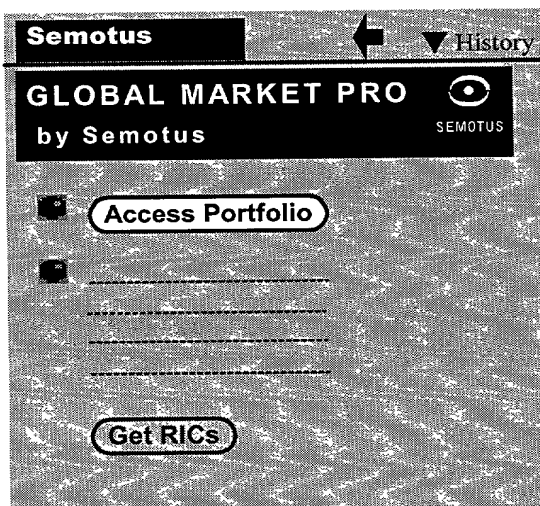 Semotus
History
GLOBAL MARKET PRO
by Semotus
SEMOTUS
Access Portfolio
Get RICs